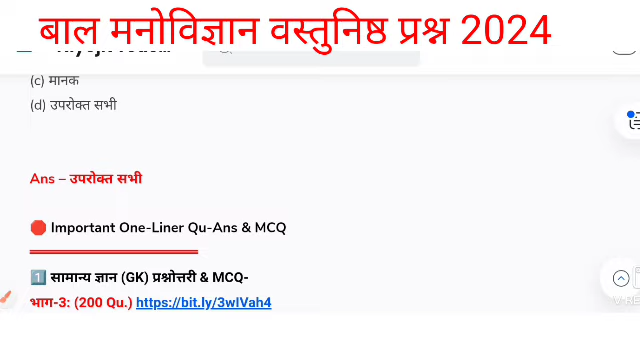 बाल मनोविज्ञान वस्तुनिष्ठ प्रश्न 2024
(c) मानक
(d) उपरोक्त सभी
Ans – उपरोक्त सभी
Important One-Liner Qu-Ans & MCQ
1 सामान्य ज्ञान (GK) प्रश्नोत्तरी & MCQ-
भाग-3: (200 Qu.) https://bit.ly/3wIVah4